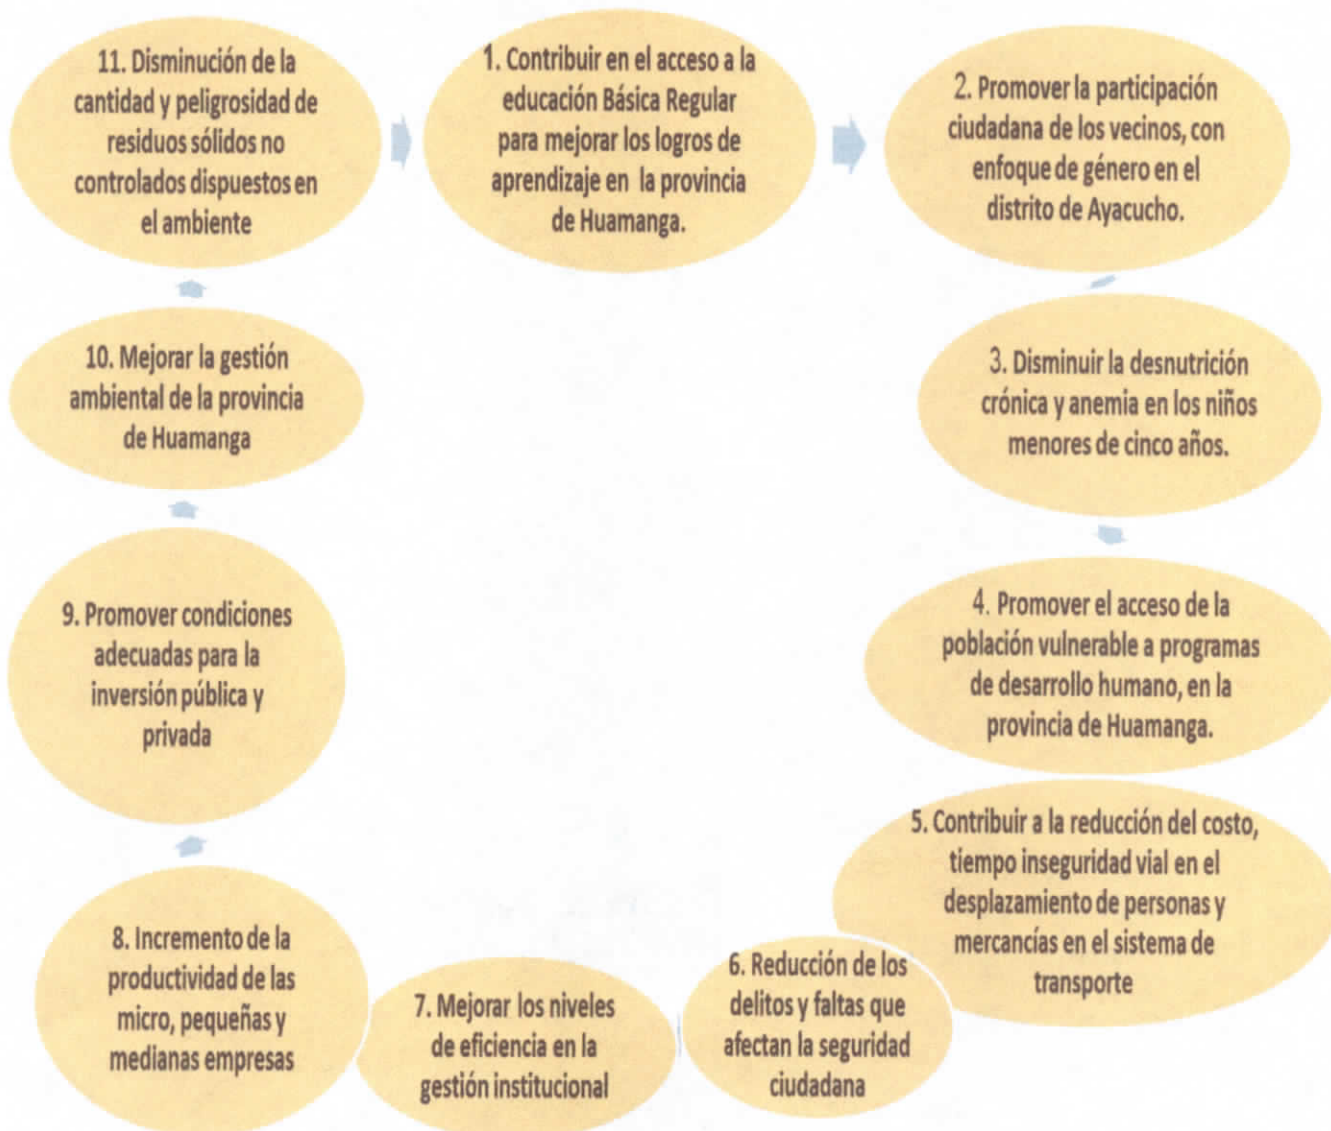 1. Contribuir en el acceso a la
educación Básica Regular
para mejorar los logros de
aprendizaje en la provincia
de Huamanga.
2. Promover la participación
ciudadana de los vecinos, con
enfoque de género en el
distrito de Ayacucho.
3. Disminuir la desnutrición
crónica y anemia en los niños
menores de cinco años.
4. Promover el acceso de la
población vulnerable a programas
de desarrollo humano, en la
provincia de Huamanga.
5. Contribuir a la reducción del costo,
tiempo inseguridad vial en el
desplazamiento de personas y
mercancías en el sistema de
transporte
6. Reducción de los
delitos y faltas que
afectan la seguridad
ciudadana
7. Mejorar los niveles
de eficiencia en la
gestión institucional
8. Incremento de la
productividad de las
micro, pequeñas y
medianas empresas
9. Promover condiciones
adecuadas para la
inversión pública y
privada
10. Mejorar la gestión
ambiental de la provincia
de Huamanga
11. Disminución de la
cantidad y peligrosidad de
residuos sólidos no
controlados dispuestos en
el ambiente